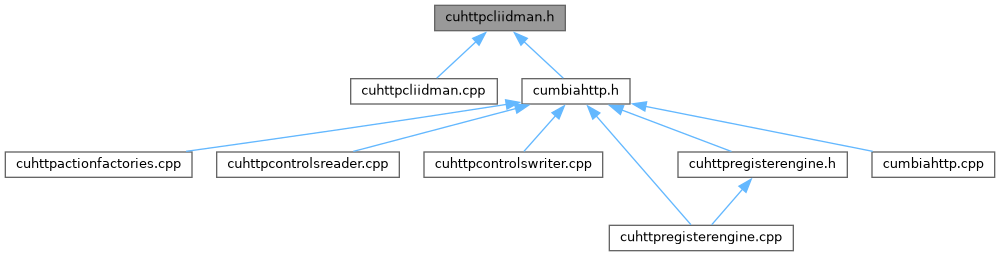 cuhttpcliidman.h
cuhttpcliidman.cpp
cumbiahttp.h
cuhttpactionfactories.cpp
cuhttpcontrolsreader.cpp
cuhttpcontrolswriter.cpp
cuhttpregisterengine.h
cumbiahttp.cpp
cuhttpregisterengine.cpp